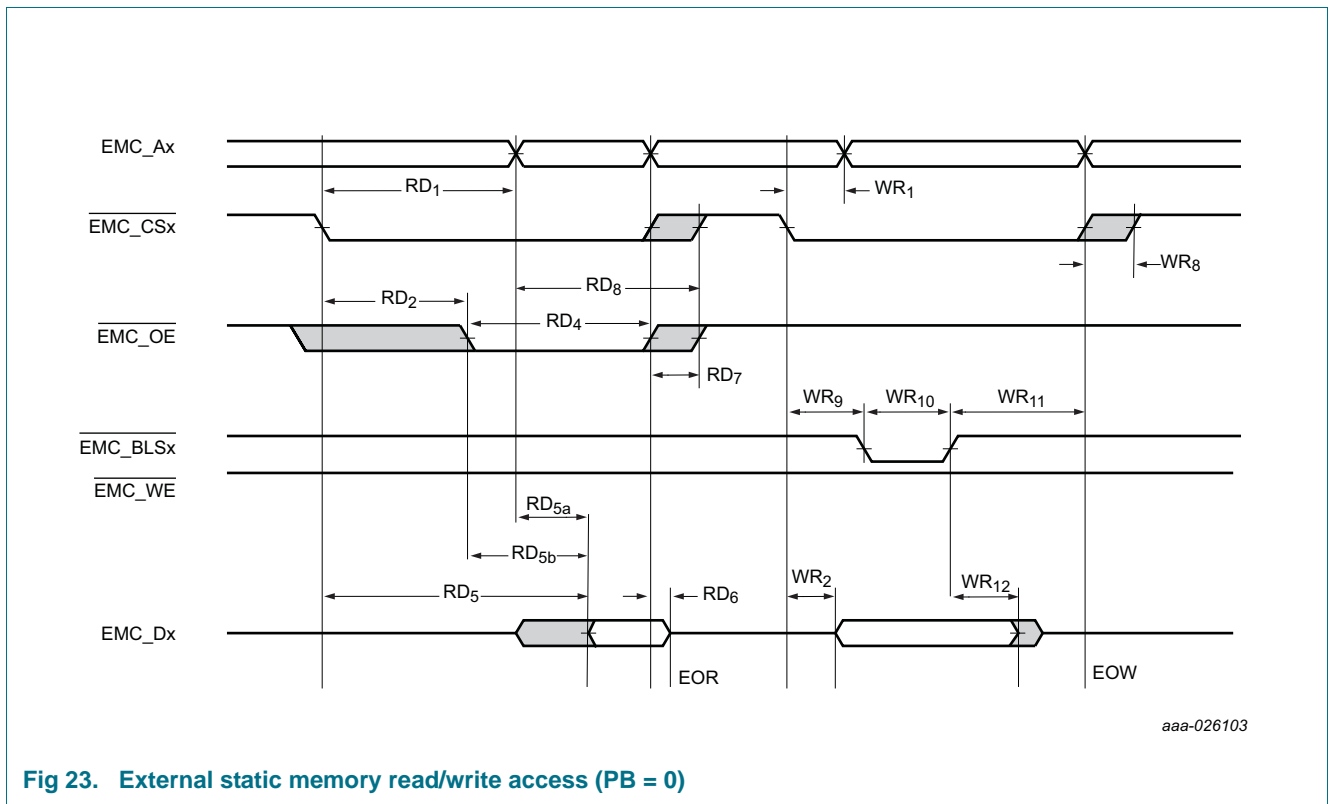 EMC_Ax
RD1
WR1
EMC_CSx
WR8
RD8
RD2
RD4
EMC_OE
RD7
WR9 WR10 WR11
EMC_BLSx
EMC_WE
RD5a
RD5b
WR2
WR12
RD5
RD6
EMC_Dx
EOR
EOW
aaa-026103
Fig 23. External static memory read/write access (PB = 0)